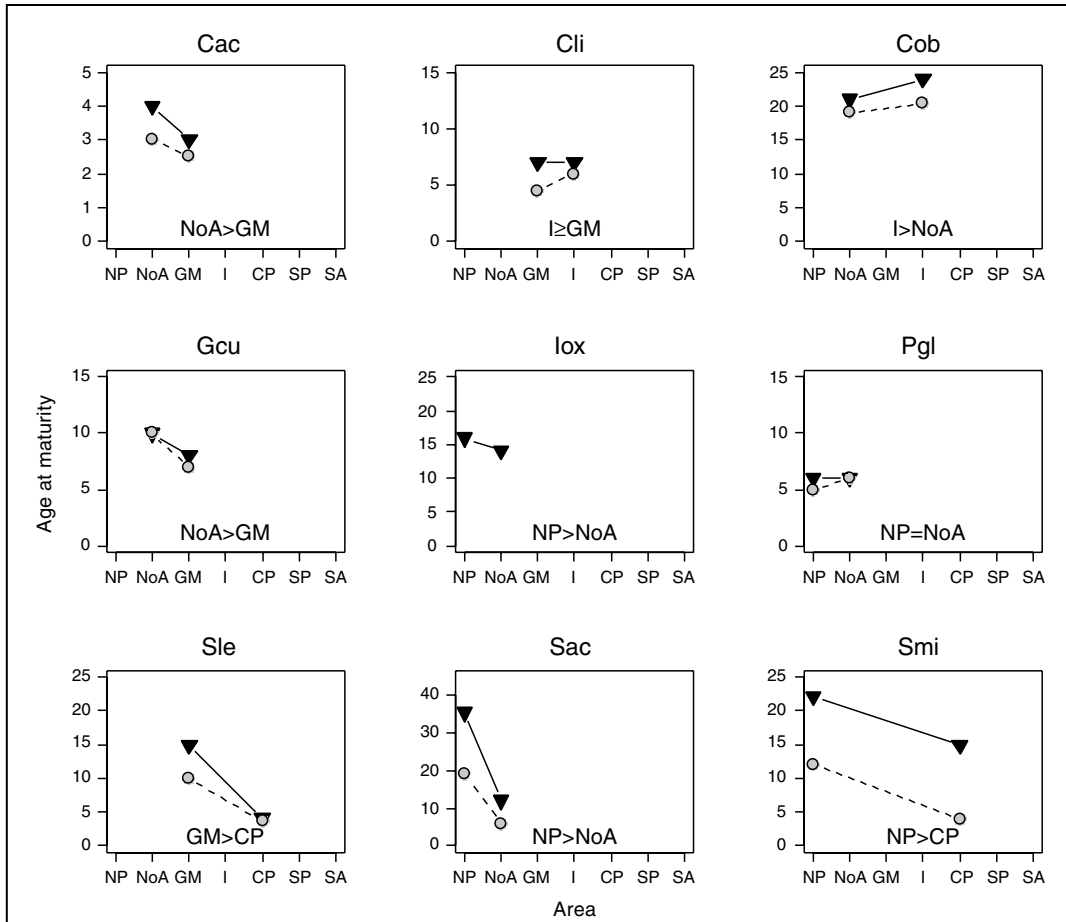 Cac
5
4
3
2
1
0
NoA>GM
NP NoA GM I CP SP SA
Cli
15
10
5
0
I≥GM
NP NoA GM I CP SP SA
Cob
25
20
15
10
5
0
I>NoA
NP NoA GM I CP SP SA
Age at maturity
Gcu
15
10
5
0
NoA>GM
NP NoA GM I CP SP SA
Iox
25
20
15
10
5
0
NP>NoA
NP NoA GM I CP SP SA
Pgl
15
10
5
0
NP=NoA
NP NoA GM I CP SP SA
Sle
25
20
15
10
5
0
GM>CP
NP NoA GM I CP SP SA
Sac
40
30
20
10
0
NP>NoA
NP NoA GM I CP SP SA
Smi
25
20
15
10
5
0
NP>CP
NP NoA GM I CP SP SA
Area